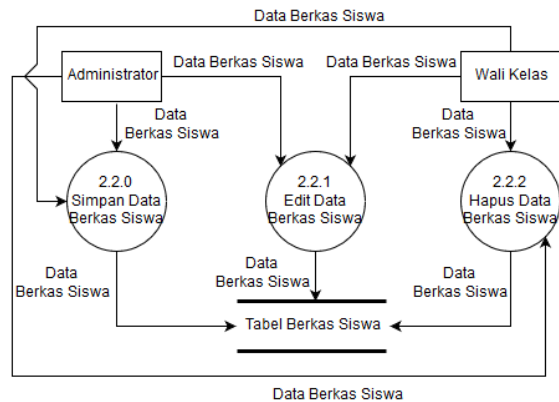 Data Berkas Siswa
Administrator
Data Berkas Siswa
Data Berkas Siswa
Wali Kelas
Data
Berkas Siswa
Data
Berkas Siswa
2.2.0
Simpan Data
Berkas Siswa
2.2.1
Edit Data
Berkas Siswa
2.2.2
Hapus Data
Berkas Siswa
Data
Berkas Siswa
Data
Berkas Siswa
Data
Berkas Siswa
Tabel Berkas Siswa
Data Berkas Siswa